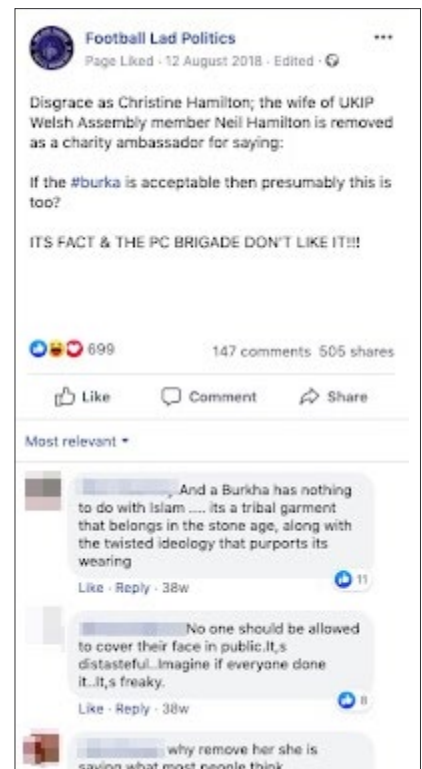 Football Lad Politics
Page Liked · 12 August 2018 · Edited ·
Disgrace as Christine Hamilton; the wife of UKIP
Welsh Assembly member Neil Hamilton is removed
as a charity ambassador for saying:
If the #burka is acceptable then presumably this is
too?
ITS FACT & THE PC BRIGADE DON'T LIKE IT!!!
699
147 comments 505 shares
Like Comment Share
Most relevant
And a Burkha has nothing
to do with Islam .... its a tribal garment
that belongs in the stone age, along with
the twisted ideology that purports its
wearing
11
Like · Reply · 38w
No one should be allowed
to cover their face in public.It,s
distasteful..Imagine if everyone done
it..It,s freaky.
8
Like · Reply · 38w
why remove her she is
saying what most people think